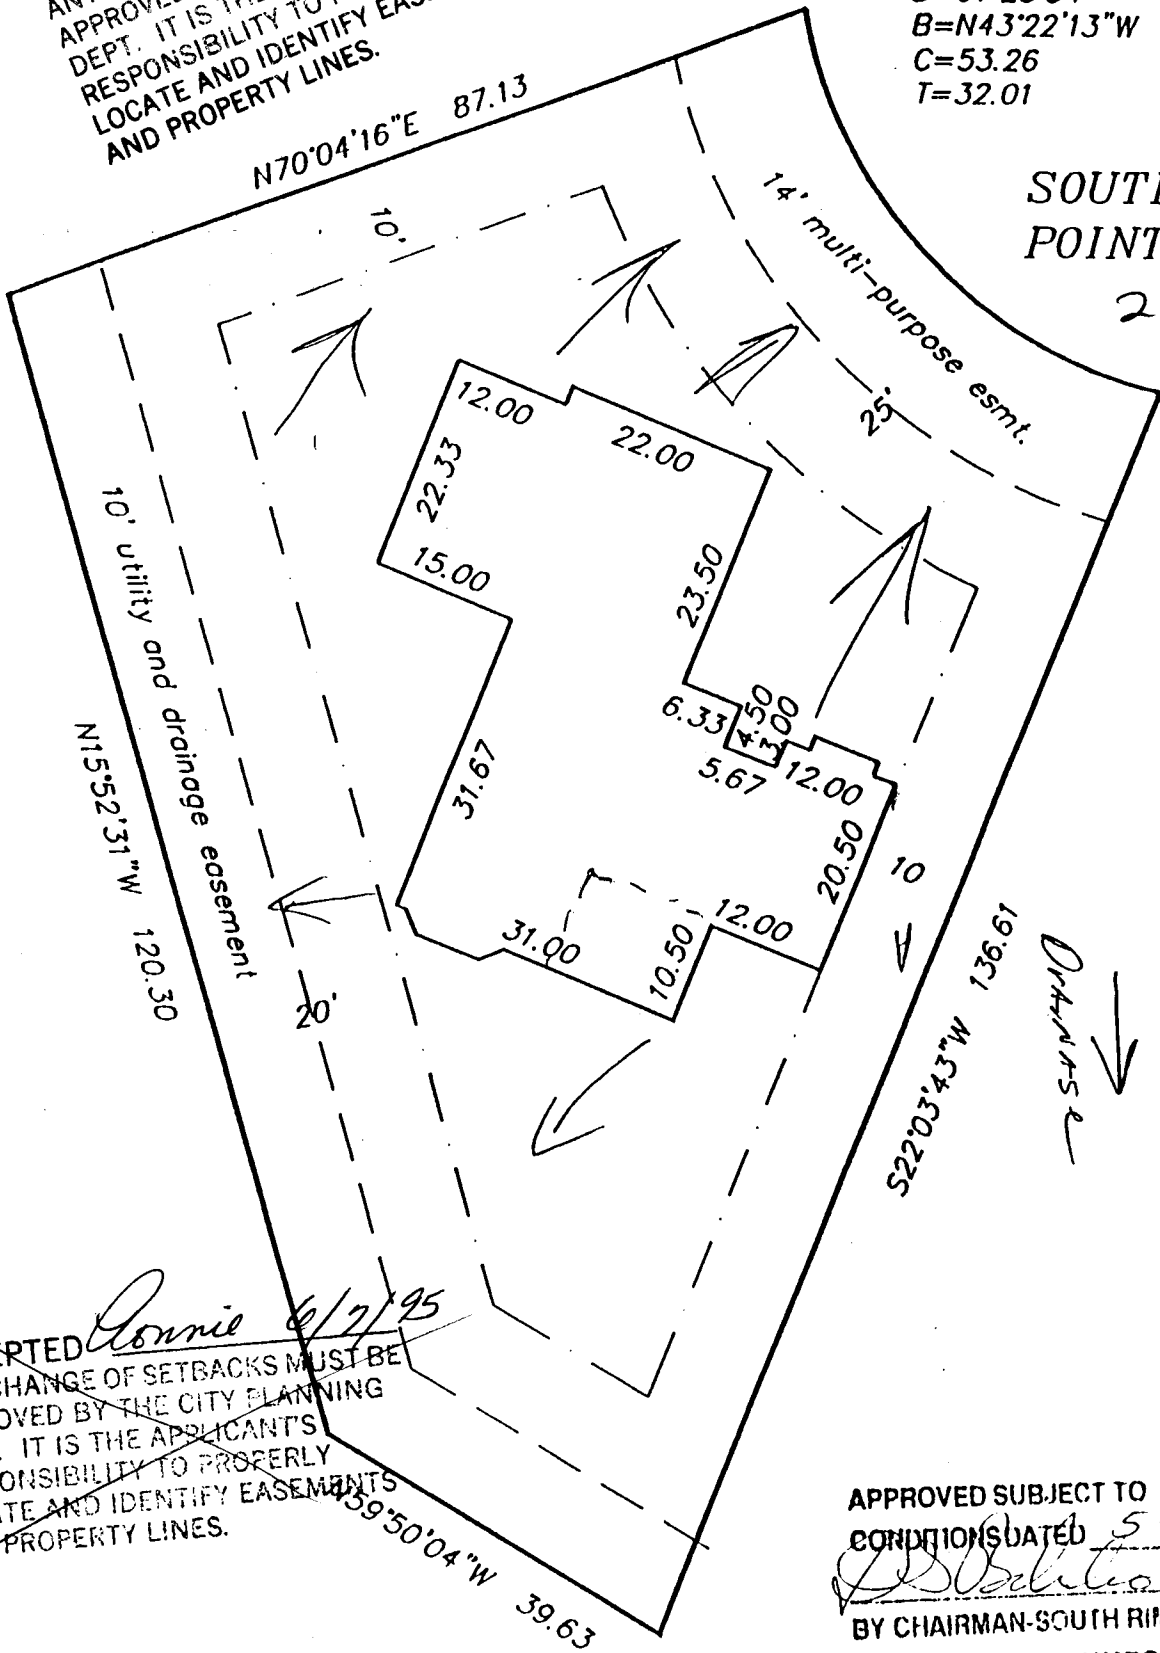 APPROVE
DEPT. IT IS THE
RESPONSIBILITY TO
LOCATE AND IDENTIFY EAS
AND PROPERTY LINES.
B=N43°22'13"W
C=53.26
T=32.01
N70°04'16"E 87.13
SOUT
POINT
2
14' multi-purpose esmt.
10'
25'
12.00
22.00
22.33
15.00
23.50
10' utility and drainage easement
6.33
4.50
3.00
5.67
12.00
31.67
20.50
10
N15°52'31"W 120.30
12.00
31.00
10.50
20'
S22°03'43"W 136.61
Drainage
EPTED Ronnie 6/7/95
CHANGE OF SETBACKS MUST BE
OVED BY THE CITY PLANNING
. IT IS THE APPLICANT'S
ONSIBILITY TO PROPERLY
TE AND IDENTIFY EASEMENTS
PROPERTY LINES.
59°50'04"W 39.63
APPROVED SUBJECT TO
CONDITIONS DATED 5
BY CHAIRMAN-SOUTH RI